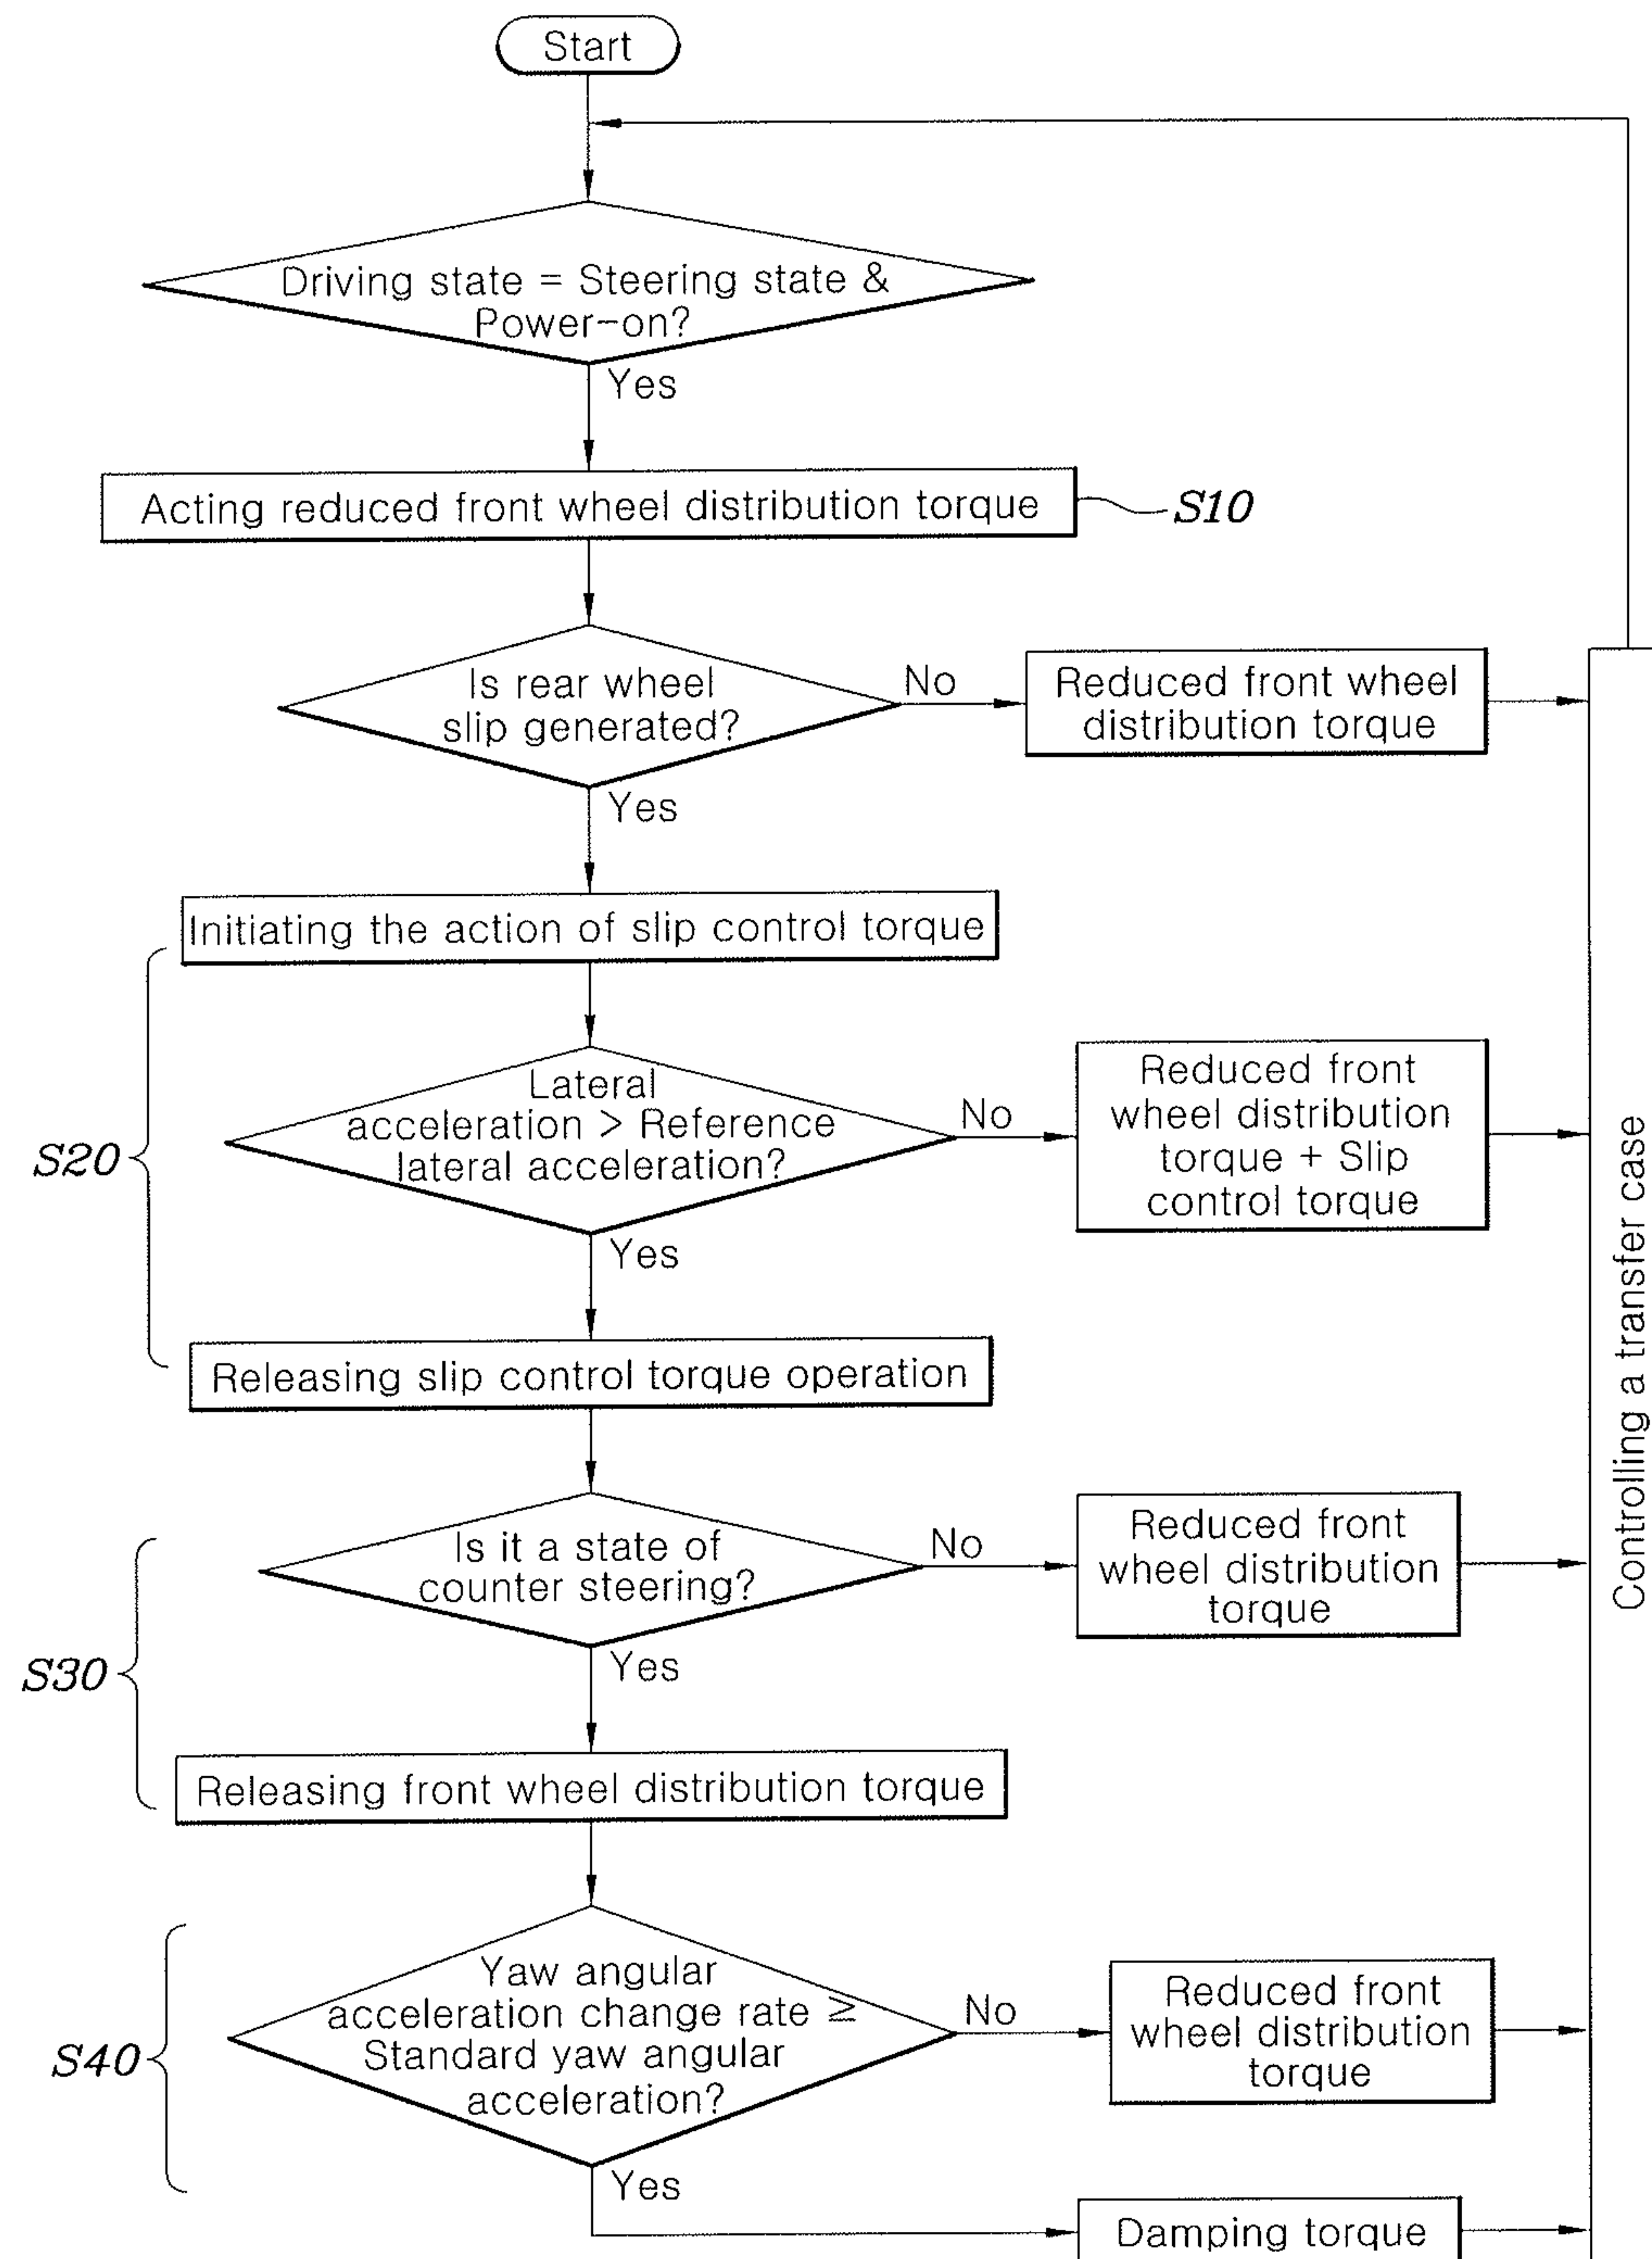 Start
Driving state = Steering state &
Power-on?
Yes
Acting reduced front wheel distribution torque
S10
Is rear wheel
slip generated?
No
Reduced front wheel
distribution torque
Yes
Initiating the action of slip control torque
S20
Lateral
acceleration > Reference
lateral acceleration?
No
Reduced front
wheel distribution
torque + Slip
control torque
Yes
Releasing slip control torque operation
Controlling a transfer case
S30
Is it a state of
counter steering?
No
Reduced front
wheel distribution
torque
Yes
Releasing front wheel distribution torque
S40
Yaw angular
acceleration change rate ≥
Standard yaw angular
acceleration?
No
Reduced front
wheel distribution
torque
Yes
Damping torque